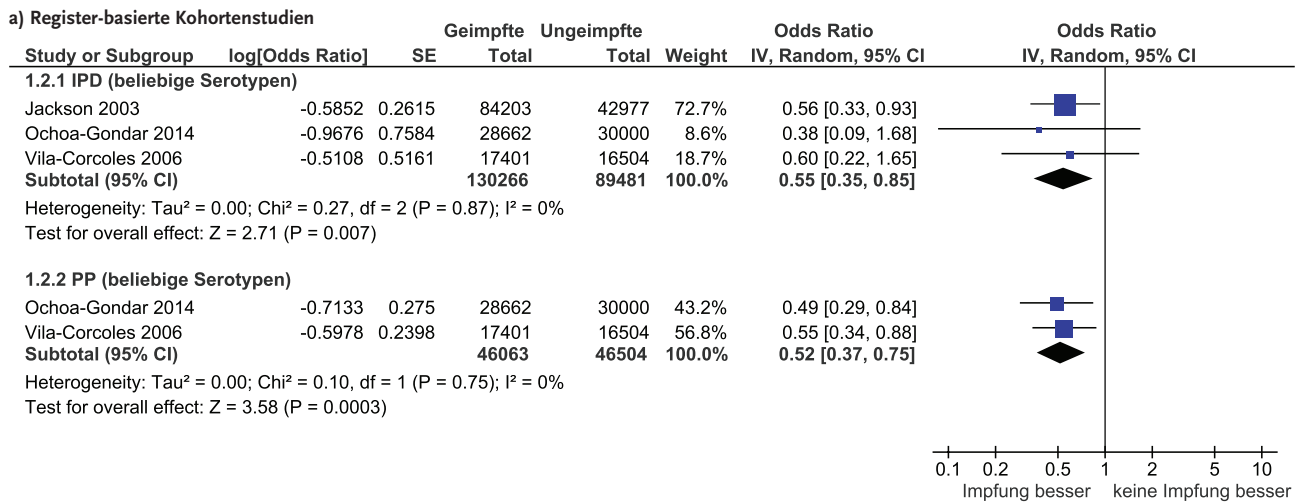 a) Register-basierte Kohortenstudien
Geimpfte Ungeimpfte Odds Ratio Odds Ratio
Study or Subgroup log[Odds Ratio] SE Total Total Weight IV, Random, 95% CI IV, Random, 95% CI
1.2.1 IPD (beliebige Serotypen)
Jackson 2003 -0.5852 0.2615 84203 42977 72.7% 0.56 [0.33, 0.93]
Ochoa-Gondar 2014 -0.9676 0.7584 28662 30000 8.6% 0.38 [0.09, 1.68]
Vila-Corcoles 2006 -0.5108 0.5161 17401 16504 18.7% 0.60 [0.22, 1.65]
Subtotal (95% CI) 130266 89481 100.0% 0.55 [0.35, 0.85]
Heterogeneity: Tau² = 0.00; Chi² = 0.27, df = 2 (P = 0.87); I² = 0%
Test for overall effect: Z = 2.71 (P = 0.007)
1.2.2 PP (beliebige Serotypen)
Ochoa-Gondar 2014 -0.7133 0.275 28662 30000 43.2% 0.49 [0.29, 0.84]
Vila-Corcoles 2006 -0.5978 0.2398 17401 16504 56.8% 0.55 [0.34, 0.88]
Subtotal (95% CI) 46063 46504 100.0% 0.52 [0.37, 0.75]
Heterogeneity: Tau² = 0.00; Chi² = 0.10, df = 1 (P = 0.75); I² = 0%
Test for overall effect: Z = 3.58 (P = 0.0003)
0.1 0.2 0.5 1 2 5 10
Impfung besser keine Impfung besser